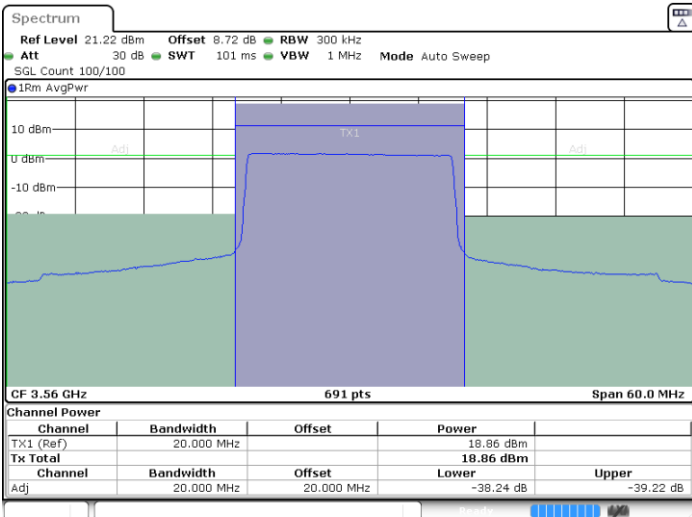 Spectrum
Ref Level 21.22 dBm Offset 8.72 dB RBW 300 kHz
Att 30 dB SWT 101 ms VBW 1 MHz Mode Auto Sweep
SGL Count 100/100
1Rm AvgPwr
10 dBm
TX1
Adj Adj
0 dBm
-10 dBm
CF 3.56 GHz 691 pts Span 60.0 MHz
Channel Power
Channel Bandwidth Offset Power
TX1 (Ref) 20.000 MHz 18.86 dBm
Tx Total 18.86 dBm
Channel Bandwidth Offset Lower Upper
Adj 20.000 MHz 20.000 MHz -38.24 dB -39.22 dB
Ready